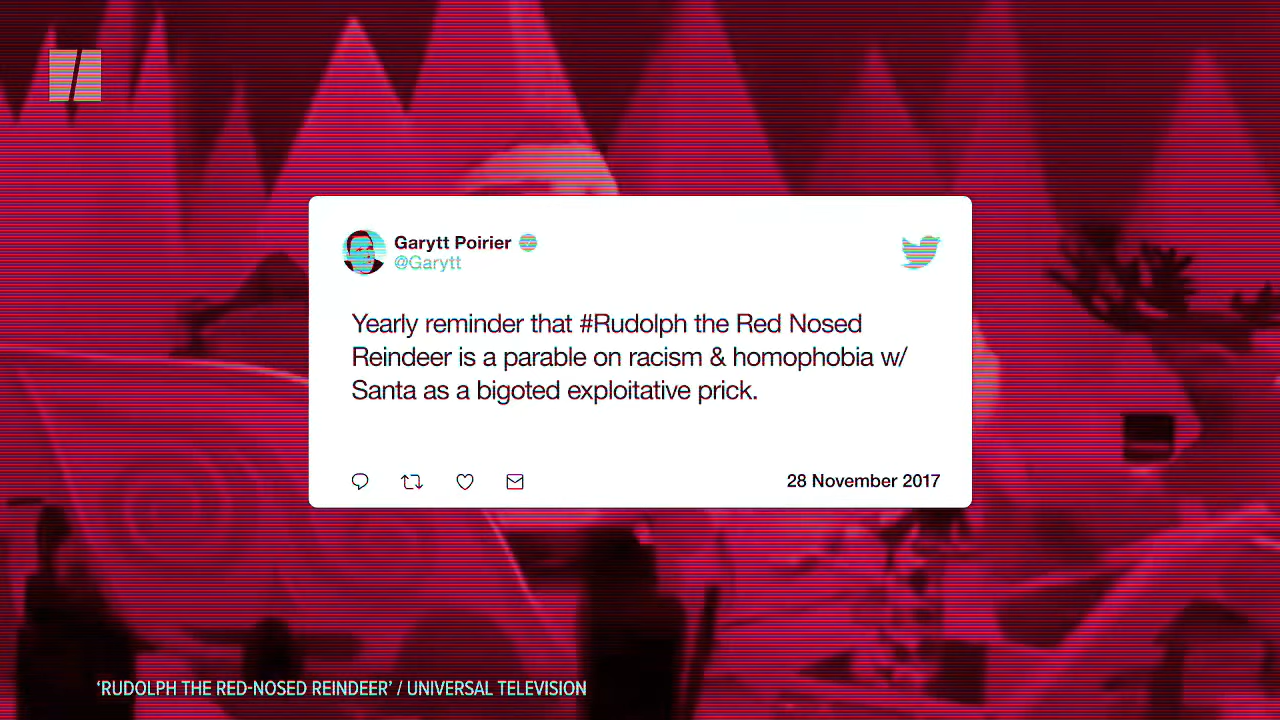 Garytt Poirier
@Garytt
Yearly reminder that #Rudolph the Red Nosed
Reindeer is a parable on racism & homophobia w/
Santa as a bigoted exploitative prick.
28 November 2017
‘RUDOLPH THE RED-NOSED REINDEER’ / UNIVERSAL TELEVISION